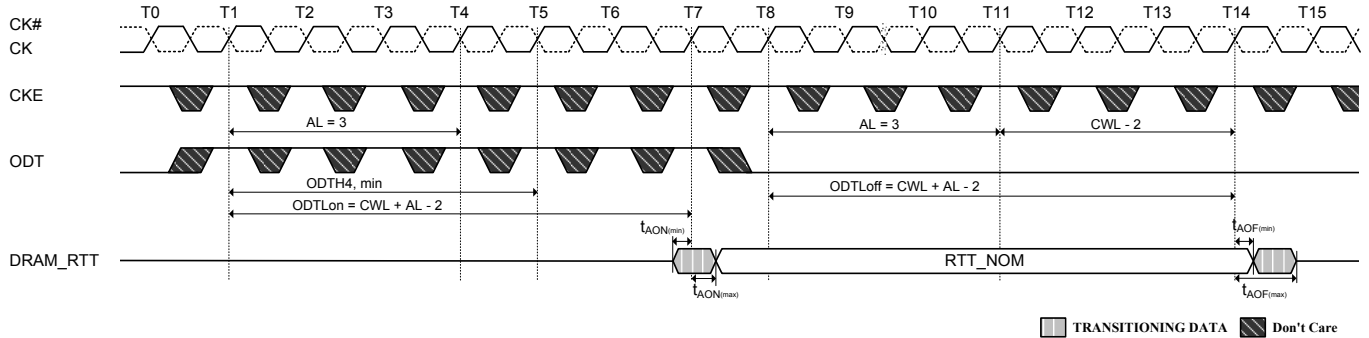 T0 T1 T2 T3 T4 T5 T6 T7 T8 T9 T10 T11 T12 T13 T14 T15
CK#
CK
CKE
AL = 3 AL = 3 CWL - 2
ODT
ODTH4, min ODTLoff = CWL + AL - 2
ODTLon = CWL + AL - 2
tAON(min) tAOF(min)
DRAM_RTT RTT_NOM
tAON(max) tAOF(max)
TRANSITIONING DATA Don't Care